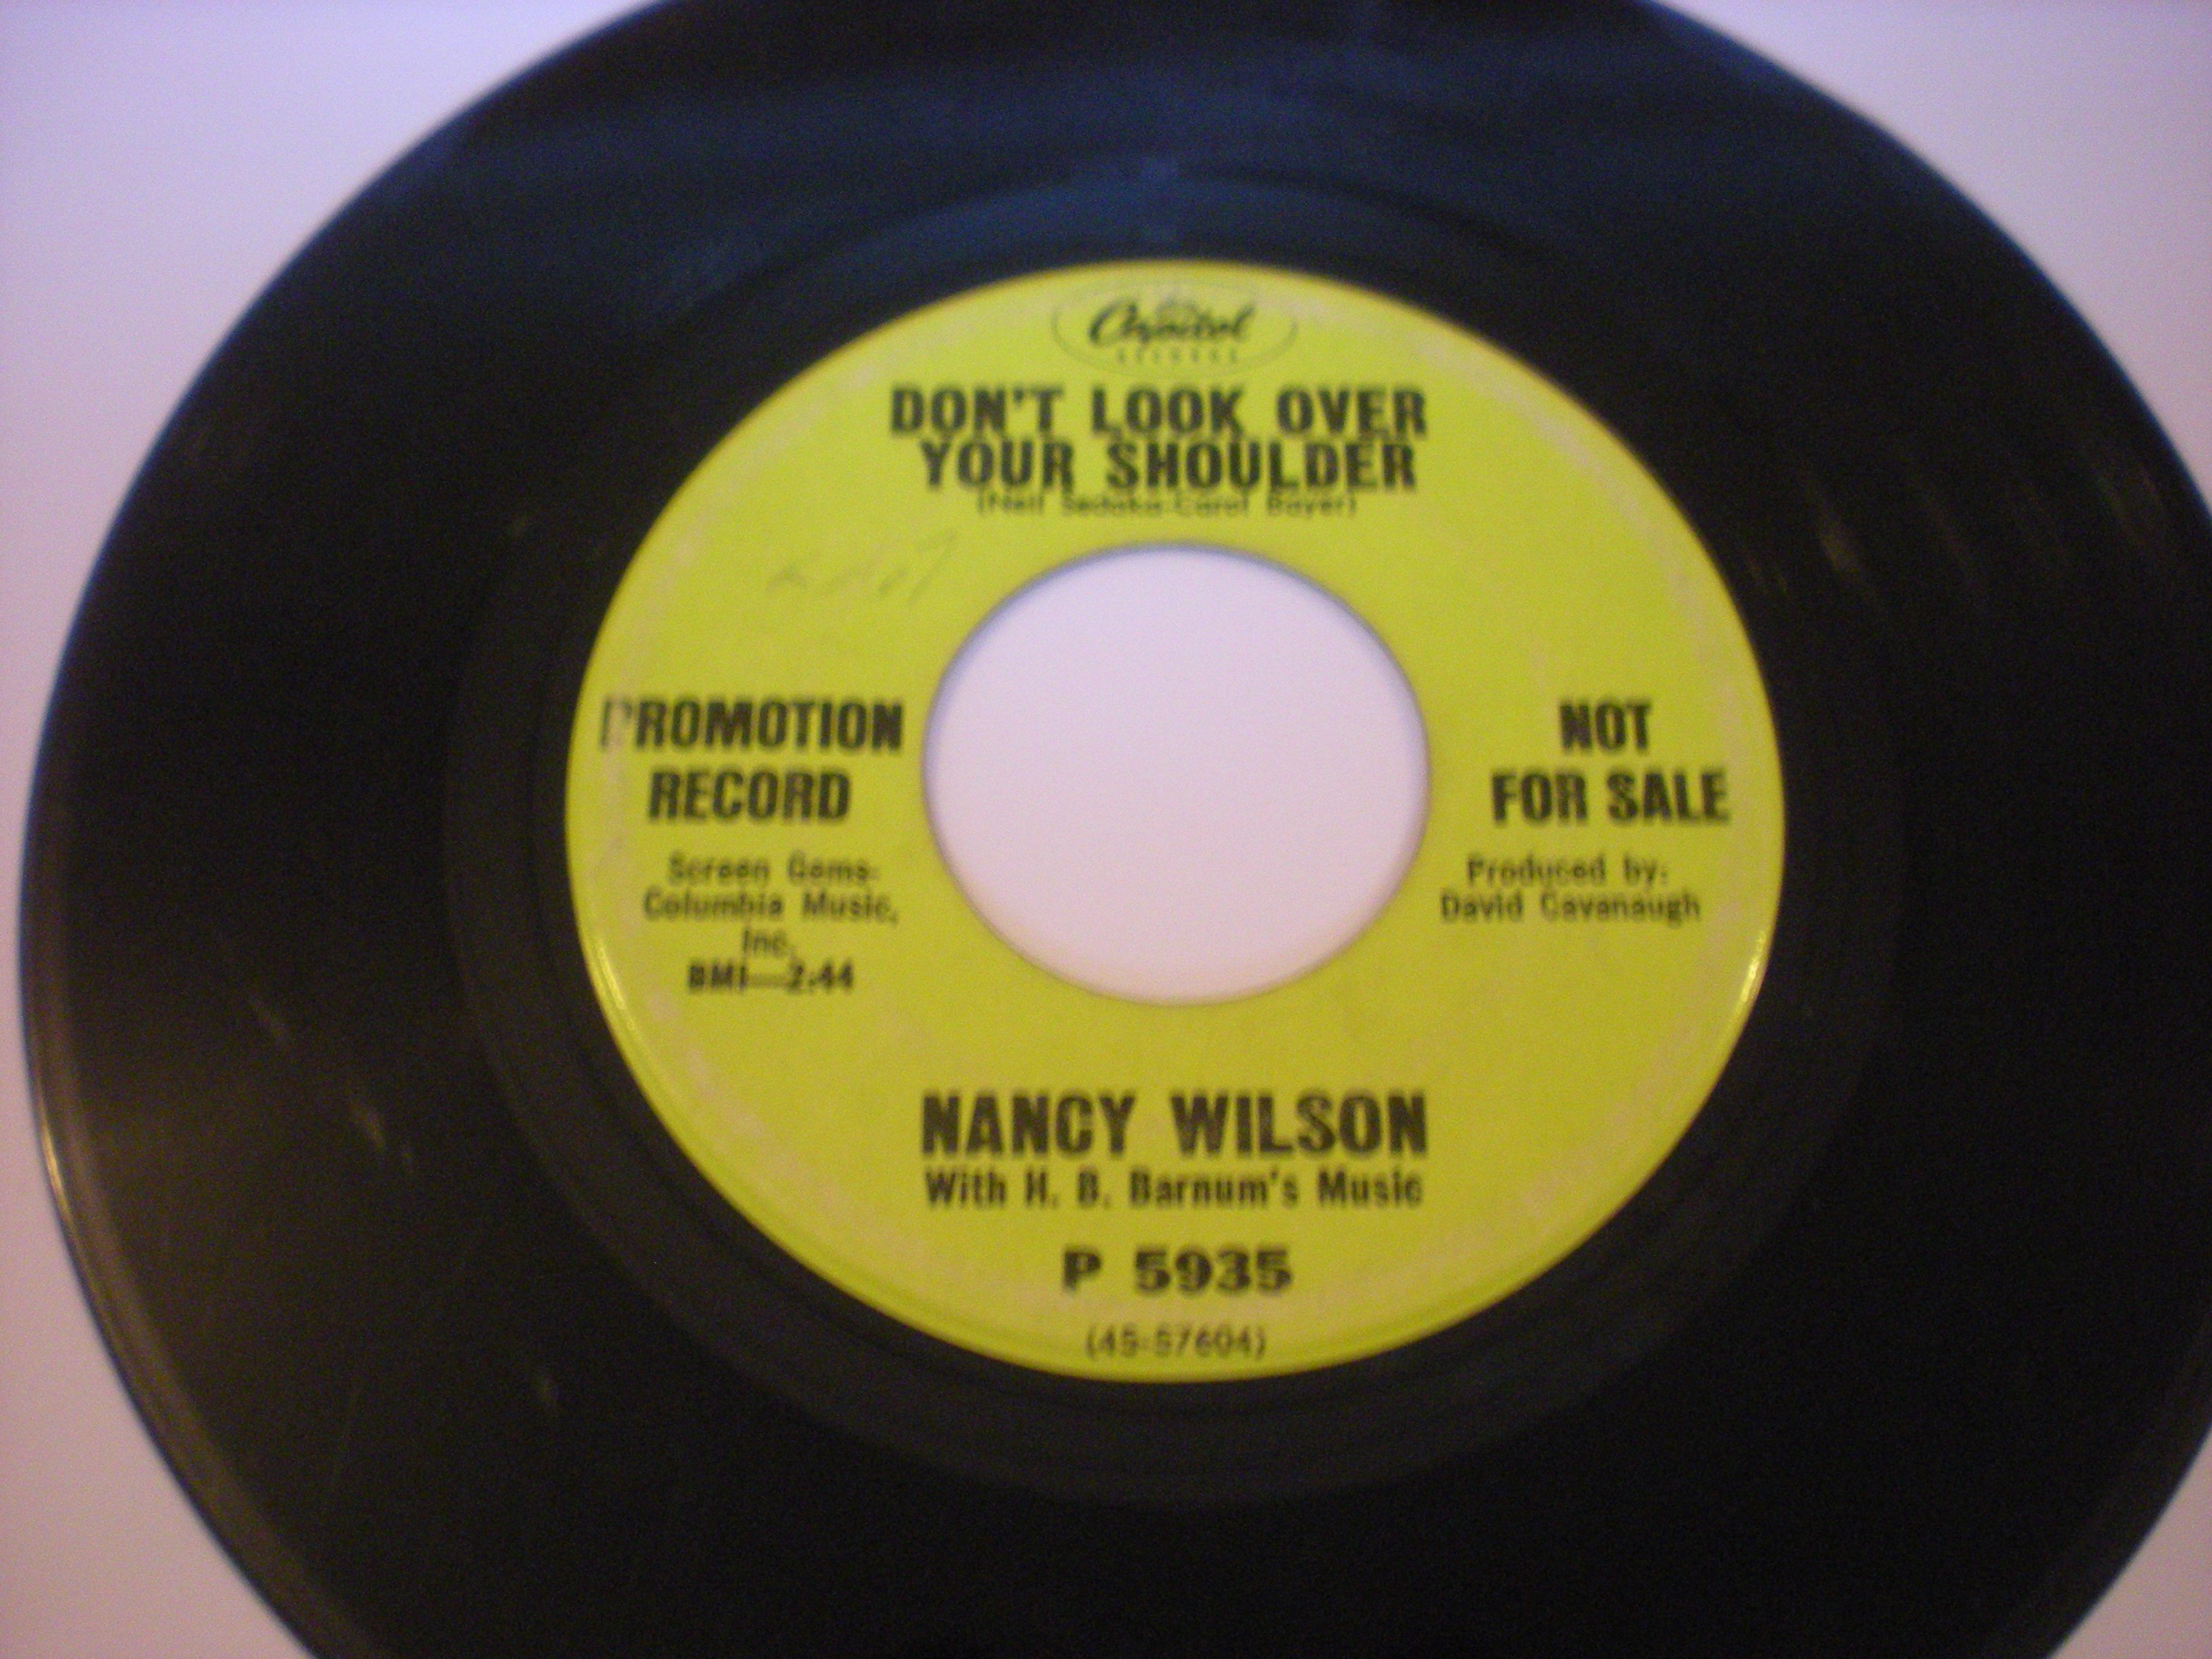 Capitol
RECORDS
DON'T LOOK OVER
YOUR SHOULDER
(Neil Sedaka-Carol Bayer)
PROMOTION
RECORD
Screen Gems-
Columbia Music,
Inc.
BMI—2:44
NOT
FOR SALE
Produced by:
David Cavanaugh
NANCY WILSON
With H. B. Barnum's Music
P 5935
(45-57604)